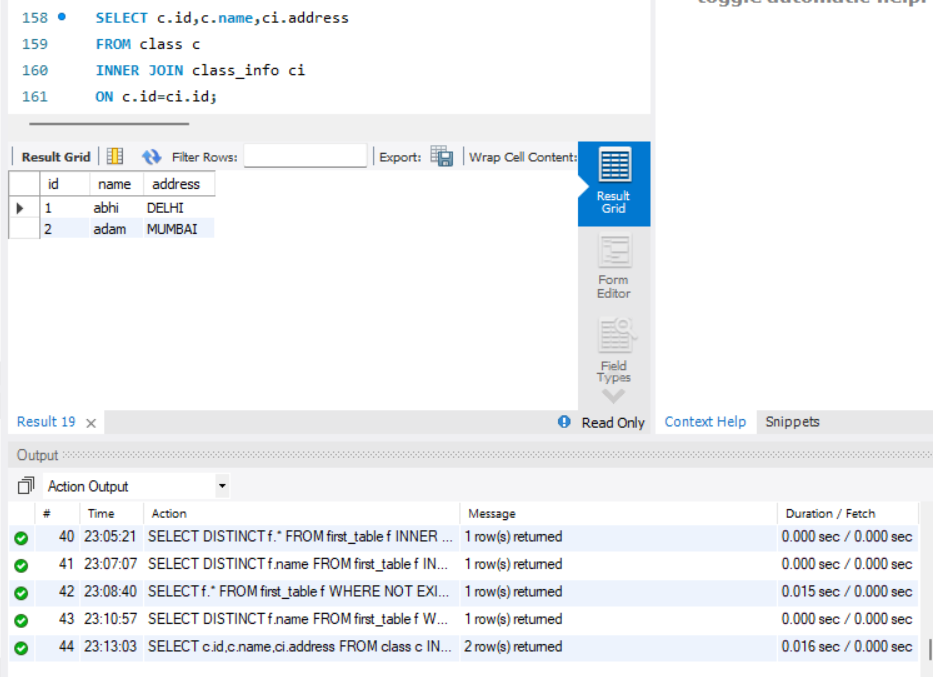 toggle automatic help.
158 SELECT c.id,c.name,ci.address
159 FROM class c
160 INNER JOIN class_info ci
161 ON c.id=ci.id;
Result Grid Filter Rows: Export: Wrap Cell Content:
id name address
1 abhi DELHI
2 adam MUMBAI
Result
Grid
Form
Editor
Field
Types
Result 19 × Read Only Context Help Snippets
Output
Action Output
# Time Action Message Duration / Fetch
40 23:05:21 SELECT DISTINCT f.* FROM first_table f INNER ... 1 row(s) returned 0.000 sec / 0.000 sec
41 23:07:07 SELECT DISTINCT f.name FROM first_table f IN... 1 row(s) returned 0.000 sec / 0.000 sec
42 23:08:40 SELECT f.* FROM first_table f WHERE NOT EXI... 1 row(s) returned 0.015 sec / 0.000 sec
43 23:10:57 SELECT DISTINCT f.name FROM first_table f W... 1 row(s) returned 0.000 sec / 0.000 sec
44 23:13:03 SELECT c.id,c.name,ci.address FROM class c IN... 2 row(s) returned 0.016 sec / 0.000 sec